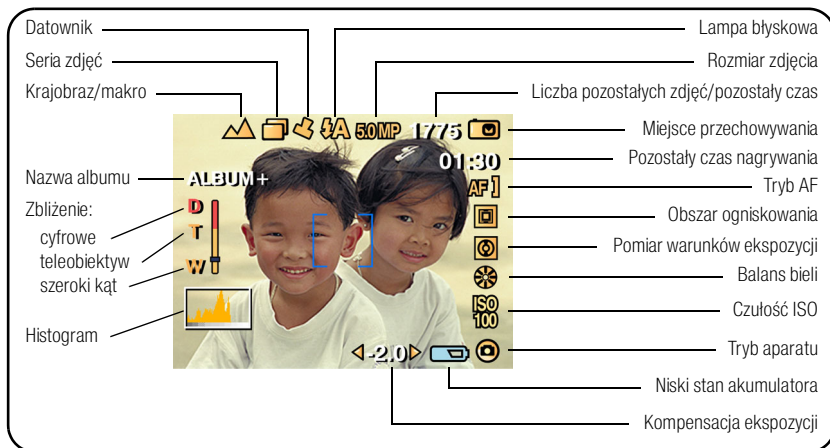 Datownik
Seria zdjęć
Krajobraz/makro
Lampa błyskowa
Rozmiar zdjęcia
Liczba pozostałych zdjęć/pozostały czas
Miejsce przechowywania
Pozostały czas nagrywania
Tryb AF
Obszar ogniskowania
Pomiar warunków ekspozycji
Balans bieli
Czułość ISO
Tryb aparatu
Niski stan akumulatora
Kompensacja ekspozycji
Nazwa albumu
Zbliżenie:
cyfrowe
teleobiektyw
szeroki kąt
Histogram
A 5.0MP 1775
01:30
ALBUM+
AF ]
D
T
W
ISO
100
-2.0